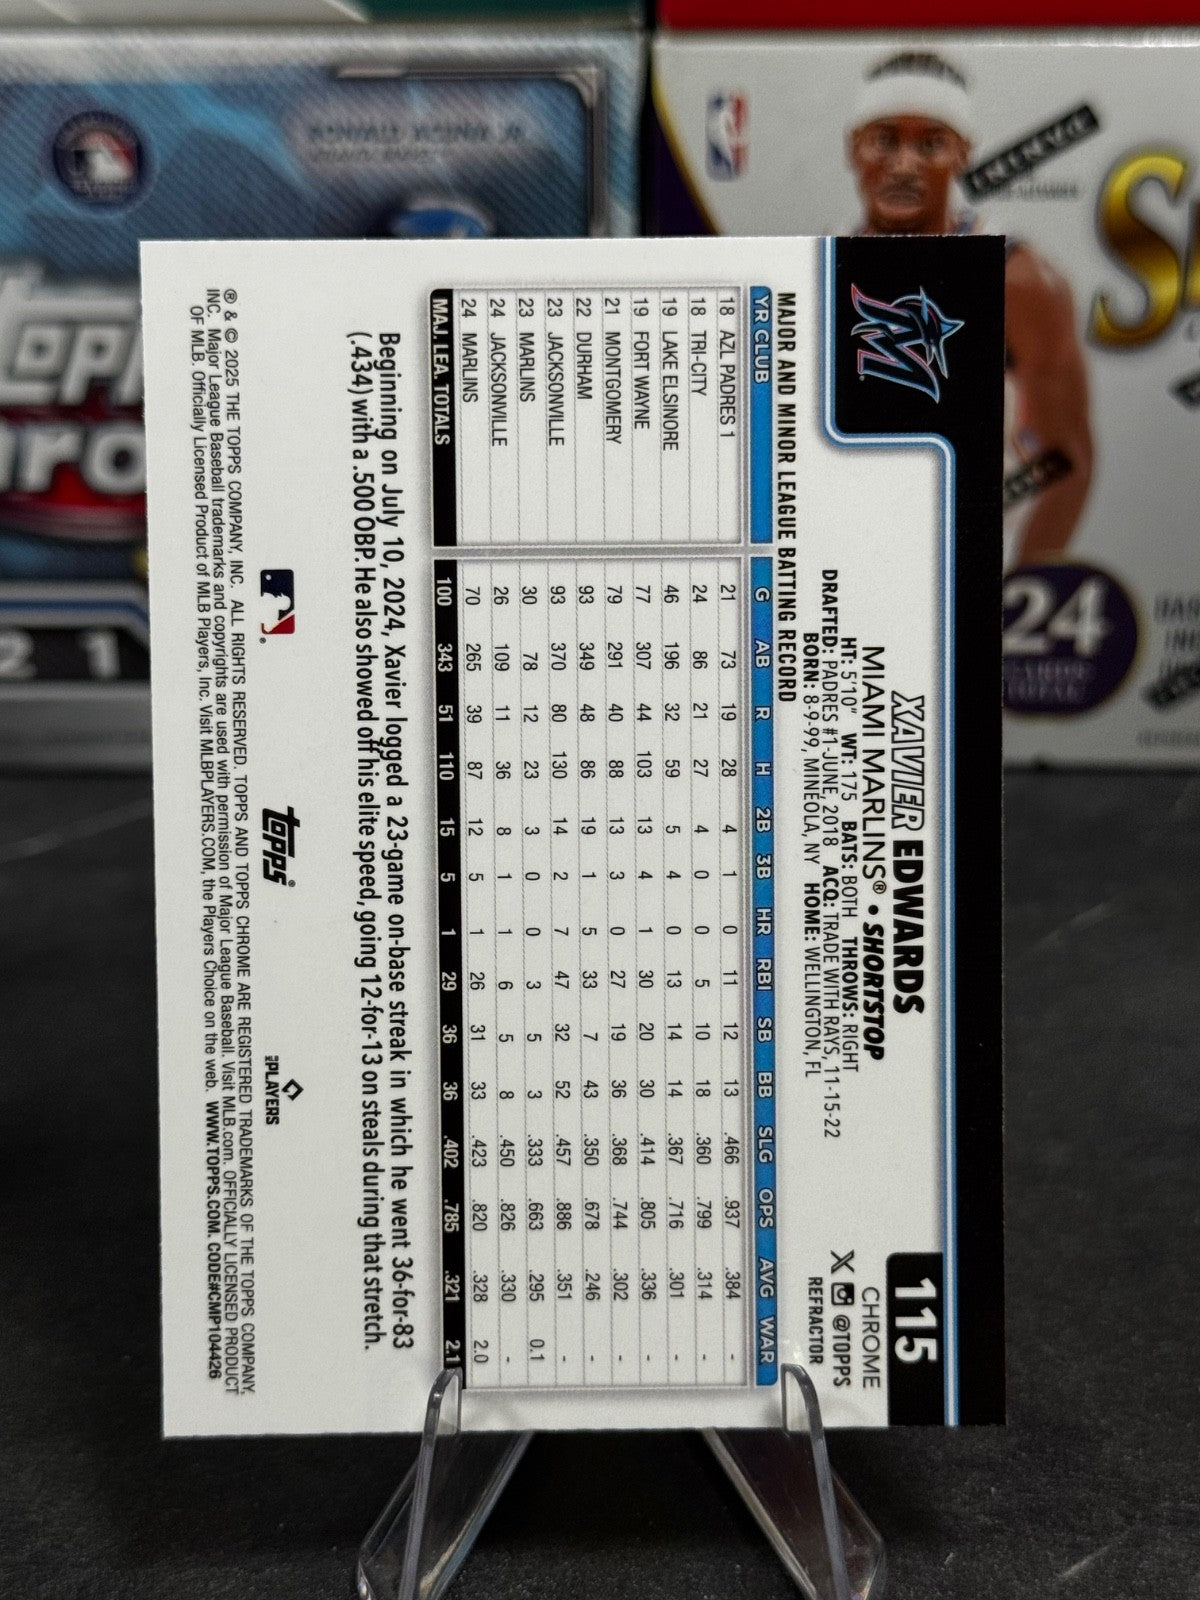 115
CHROME
@TOPPS
REFRACTOR
XAVIER EDWARDS
MIAMI MARLINS® • SHORTSTOP
HT: 5'10" WT: 175 BATS: BOTH THROWS: RIGHT
DRAFTED: PADRES #1-JUNE, 2018 ACQ: TRADE WITH RAYS, 11-15-22
BORN: 8-9-99, MINEOLA, NY HOME: WELLINGTON, FL
MAJOR AND MINOR LEAGUE BATTING RECORD
YR CLUB G AB R H 2B 3B HR RBI SB BB SLG OPS AVG WAR
18 AZL PADRES 1 21 73 19 28 4 1 0 11 12 13 .466 .937 .384 -
18 TRI-CITY 24 86 21 27 4 0 0 5 10 18 .360 .799 .314 -
19 LAKE ELSINORE 46 196 32 59 5 4 0 13 14 14 .367 .716 .301 -
19 FORT WAYNE 77 307 44 103 13 4 1 30 20 30 .414 .805 .336 -
21 MONTGOMERY 79 291 40 88 13 3 0 27 19 36 .368 .744 .302 -
22 DURHAM 93 349 48 86 19 1 5 33 7 43 .350 .678 .246 -
23 JACKSONVILLE 93 370 80 130 14 2 7 47 32 52 .457 .886 .351 -
23 MARLINS 30 78 12 23 3 0 0 3 5 3 .333 .663 .295 0.1
24 JACKSONVILLE 26 109 11 36 8 1 1 6 5 8 .450 .826 .330 -
24 MARLINS 70 265 39 87 12 5 1 26 31 33 .423 .820 .328 2.0
MAJ. LEA. TOTALS 100 343 51 110 15 5 1 29 36 36 .402 .785 .321 2.1
Beginning on July 10, 2024, Xavier logged a 23-game on-base streak in which he went 36-for-83
(.434) with a .500 OBP. He also showed off his elite speed, going 12-for-13 on steals during that stretch.
topps®
PLAYERS
® & © 2025 THE TOPPS COMPANY, INC. ALL RIGHTS RESERVED. TOPPS AND TOPPS CHROME ARE REGISTERED TRADEMARKS OF THE TOPPS COMPANY,
INC. Major League Baseball trademarks and copyrights are used with permission of Major League Baseball. Visit MLB.com. OFFICIALLY LICENSED PRODUCT
OF MLB. Officially Licensed Product of MLB Players, Inc. Visit MLBPLAYERS.COM, the Players Choice on the web. WWW.TOPPS.COM. CODE#CMP104426
RONALD ACUÑA JR.
21
24
CARDS
TOTAL